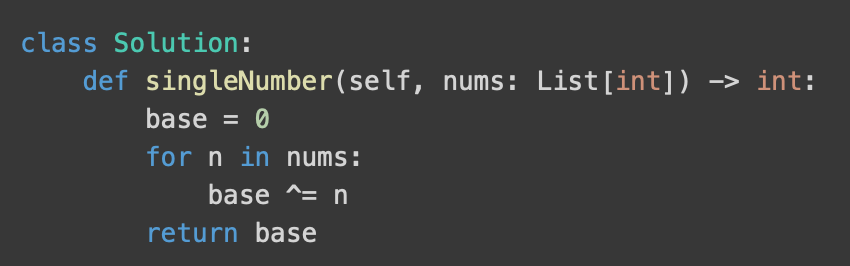 class Solution:
    def singleNumber(self, nums: List[int]) -> int:
        base = 0
        for n in nums:
            base ^= n
        return base